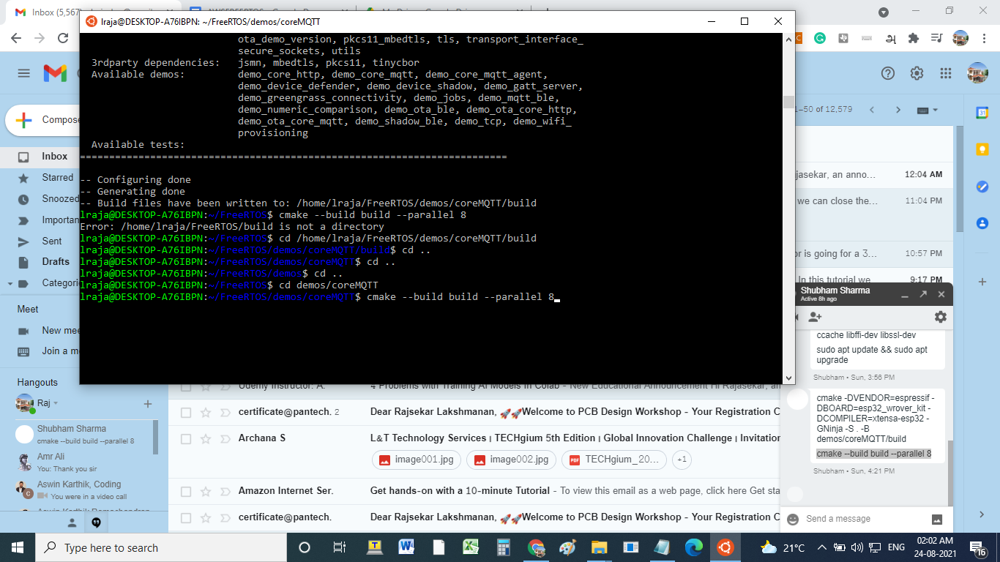 Inbox (5,567)
lraja@DESKTOP-A76IBPN: ~/FreeRTOS/demos/coreMQTT
ota_demo_version, pkcs11_mbedtls, tls, transport_interface_
secure_sockets, utils
3rdparty dependencies: jsmn, mbedtls, pkcs11, tinycbor
Available demos: demo_core_http, demo_core_mqtt, demo_core_mqtt_agent,
demo_device_defender, demo_device_shadow, demo_gatt_server,
demo_greengrass_connectivity, demo_jobs, demo_mqtt_ble,
demo_numeric_comparison, demo_ota_ble, demo_ota_core_http,
demo_ota_core_mqtt, demo_shadow_ble, demo_tcp, demo_wifi_
provisioning
Available tests:
=========================================================================
-- Configuring done
-- Generating done
-- Build files have been written to: /home/lraja/FreeRTOS/demos/coreMQTT/build
lraja@DESKTOP-A76IBPN:~/FreeRTOS$ cmake --build build --parallel 8
Error: /home/lraja/FreeRTOS/build is not a directory
lraja@DESKTOP-A76IBPN:~/FreeRTOS$ cd /home/lraja/FreeRTOS/demos/coreMQTT/build
lraja@DESKTOP-A76IBPN:~/FreeRTOS/demos/coreMQTT/build$ cd ..
lraja@DESKTOP-A76IBPN:~/FreeRTOS/demos/coreMQTT$ cd ..
lraja@DESKTOP-A76IBPN:~/FreeRTOS/demos$ cd ..
lraja@DESKTOP-A76IBPN:~/FreeRTOS$ cd demos/coreMQTT
lraja@DESKTOP-A76IBPN:~/FreeRTOS/demos/coreMQTT$ cmake --build build --parallel 8
Compose
Inbox
Starred
Snoozed
Important
Sent
Drafts
Categori
Meet
New mee
Join a m
Hangouts
Raj
Shubham Sharma
cmake --build build --parallel 8
Amr Ali
You: Thank you sir
Aswin Karthik, Coding
You were in a video call
1–50 of 12,579
jasekar, an anno... 12:04 AM
we can close the... 11:04 PM
or is going for a 3... 10:57 PM
In this tutorial we 9:17 PM
Udemy Instructor: A. 4 Problems with Training AI Models in Colab - New Educational Announcement Hi Rajasekar, an
certificate@pantech. 2 Dear Rajsekar Lakshmanan, 🚀🚀Welcome to PCB Design Workshop - Your Registration C
Archana S L&T Technology Services । TECHgium 5th Edition । Global Innovation Challenge । Invitation
image001.jpg image002.jpg PDF TECHgium_20... +1
Amazon Internet Ser. Get hands-on with a 10-minute Tutorial - To view this email as a web page, click here Get sta
certificate@pantech. Dear Rajsekar Lakshmanan, 🚀🚀Welcome to PCB Design Workshop - Your Registration C
Shubham Sharma
Active 8h ago
ccache libffi-dev libssl-dev
sudo apt update && sudo apt
upgrade
Shubham • Sun, 3:56 PM
cmake -DVENDOR=espressif -
DBOARD=esp32_wrover_kit -
DCOMPILER=xtensa-esp32 -
GNinja -S . -B
demos/coreMQTT/build
cmake --build build --parallel 8
Shubham • Sun, 4:21 PM
Send a message
Type here to search
21°C
ENG
02:02 AM
24-08-2021
16